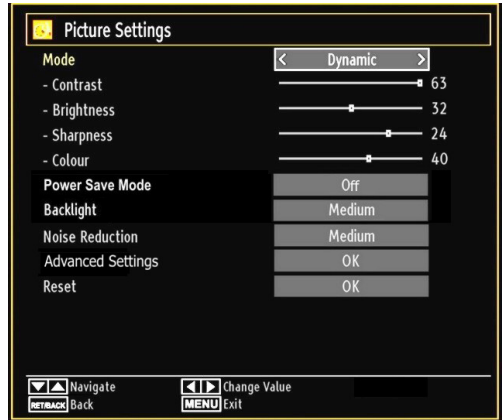 Picture Settings
Mode Dynamic
- Contrast 63
- Brightness 32
- Sharpness 24
- Colour 40
Power Save Mode Off
Backlight Medium
Noise Reduction Medium
Advanced Settings OK
Reset OK
Navigate Change Value
RET/BACK Back MENU Exit